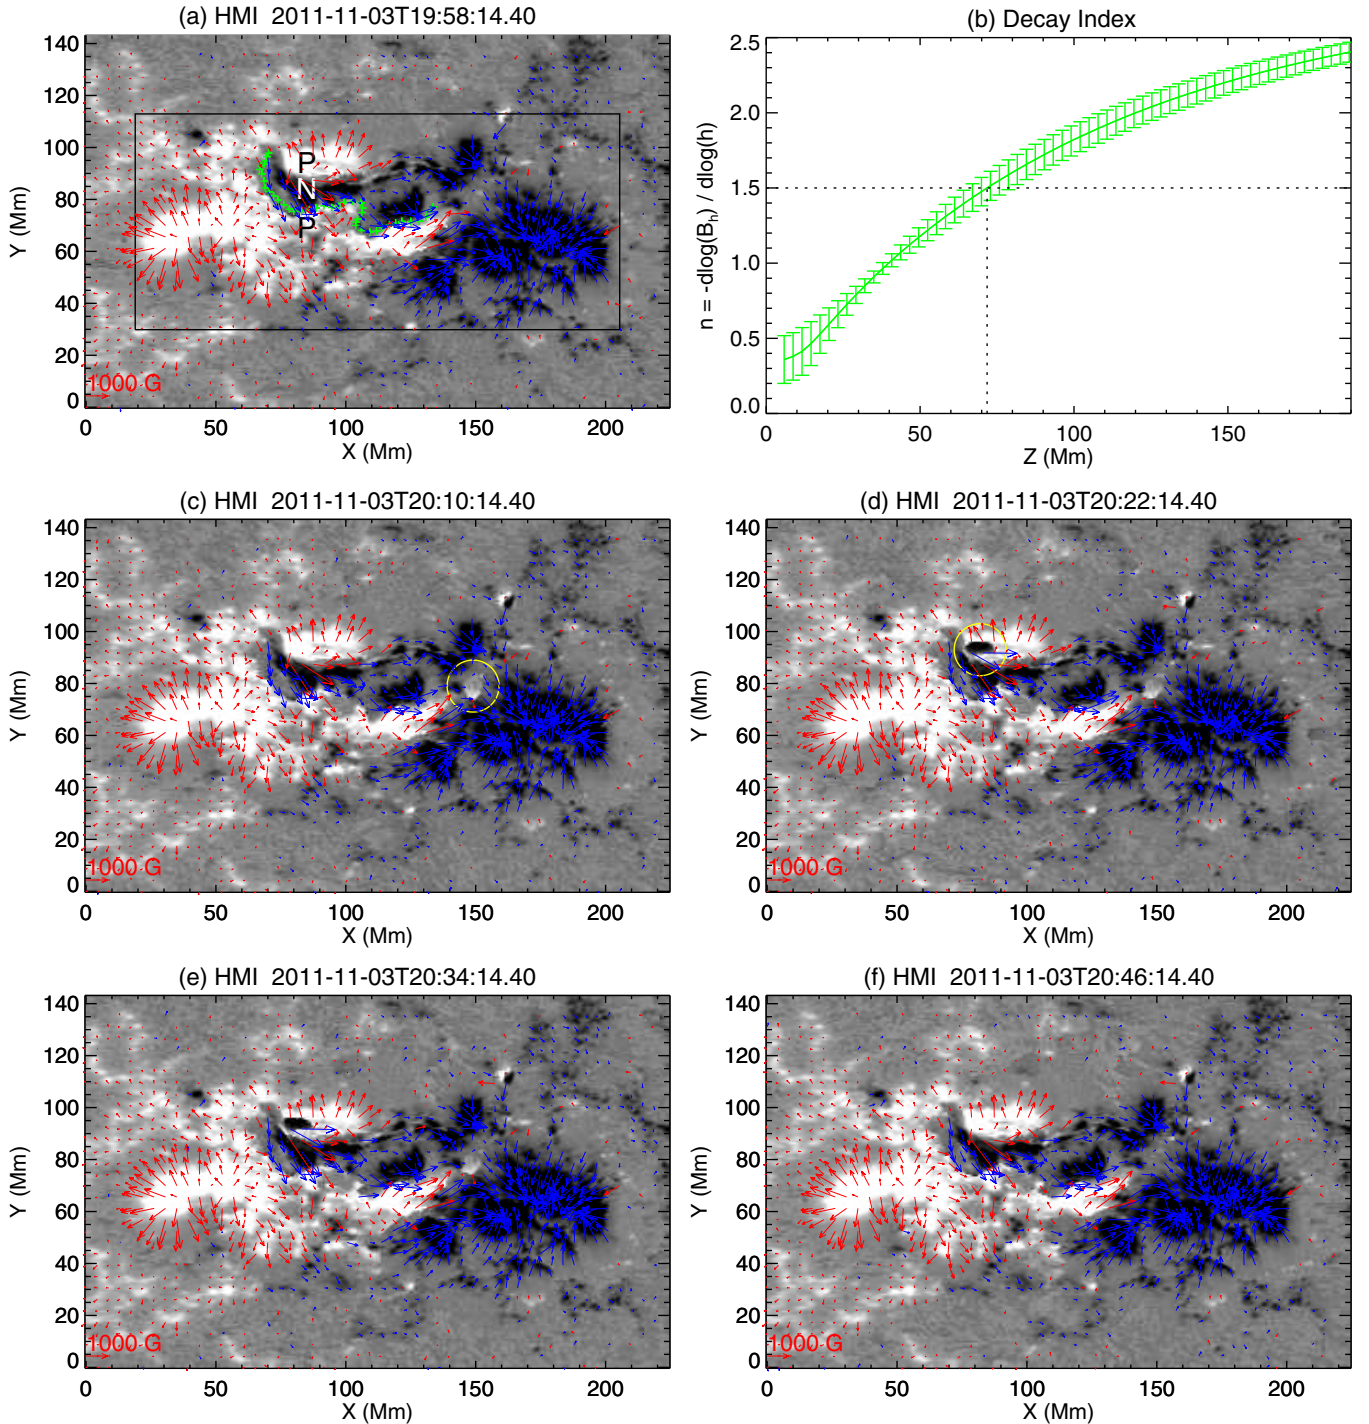 (a) HMI 2011-11-03T19:58:14.40
140
120
100
80
60
40
20
0
Y (Mm)
P
N
P
1000 G
0 50 100 150 200
X (Mm)
(b) Decay Index
2.5
2.0
1.5
1.0
0.5
0.0
n = -dlog(Bₕ) / dlog(h)
0 50 100 150
Z (Mm)
(c) HMI 2011-11-03T20:10:14.40
140
120
100
80
60
40
20
0
Y (Mm)
1000 G
0 50 100 150 200
X (Mm)
(d) HMI 2011-11-03T20:22:14.40
140
120
100
80
60
40
20
0
Y (Mm)
1000 G
0 50 100 150 200
X (Mm)
(e) HMI 2011-11-03T20:34:14.40
140
120
100
80
60
40
20
0
Y (Mm)
1000 G
0 50 100 150 200
X (Mm)
(f) HMI 2011-11-03T20:46:14.40
140
120
100
80
60
40
20
0
Y (Mm)
1000 G
0 50 100 150 200
X (Mm)